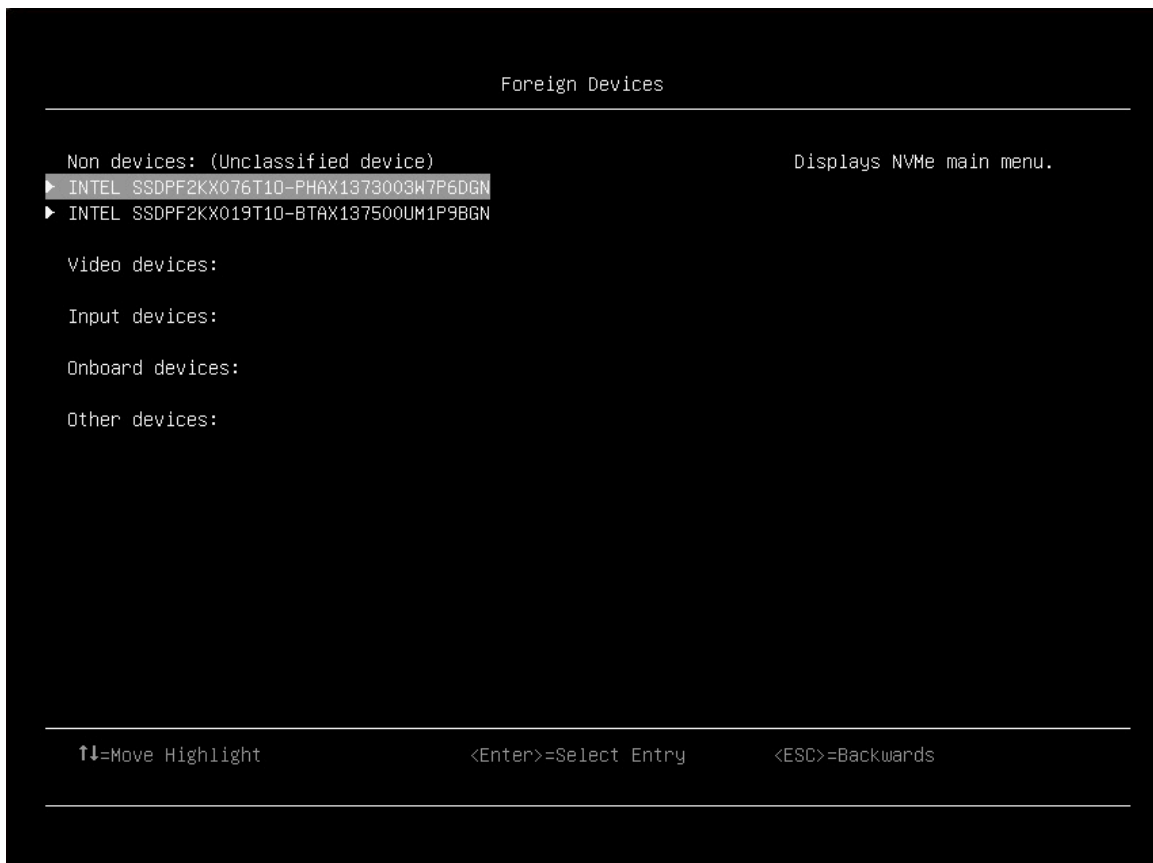 Foreign Devices
Non devices: (Unclassified device)
Displays NVMe main menu.
▶ INTEL SSDPF2KX076T1O-PHAX1373003W7P6DGN
▶ INTEL SSDPF2KX019T1O-BTAX137500UM1P9BGN
Video devices:
Input devices:
Onboard devices:
Other devices:
↑↓=Move Highlight <Enter>=Select Entry <ESC>=Backwards